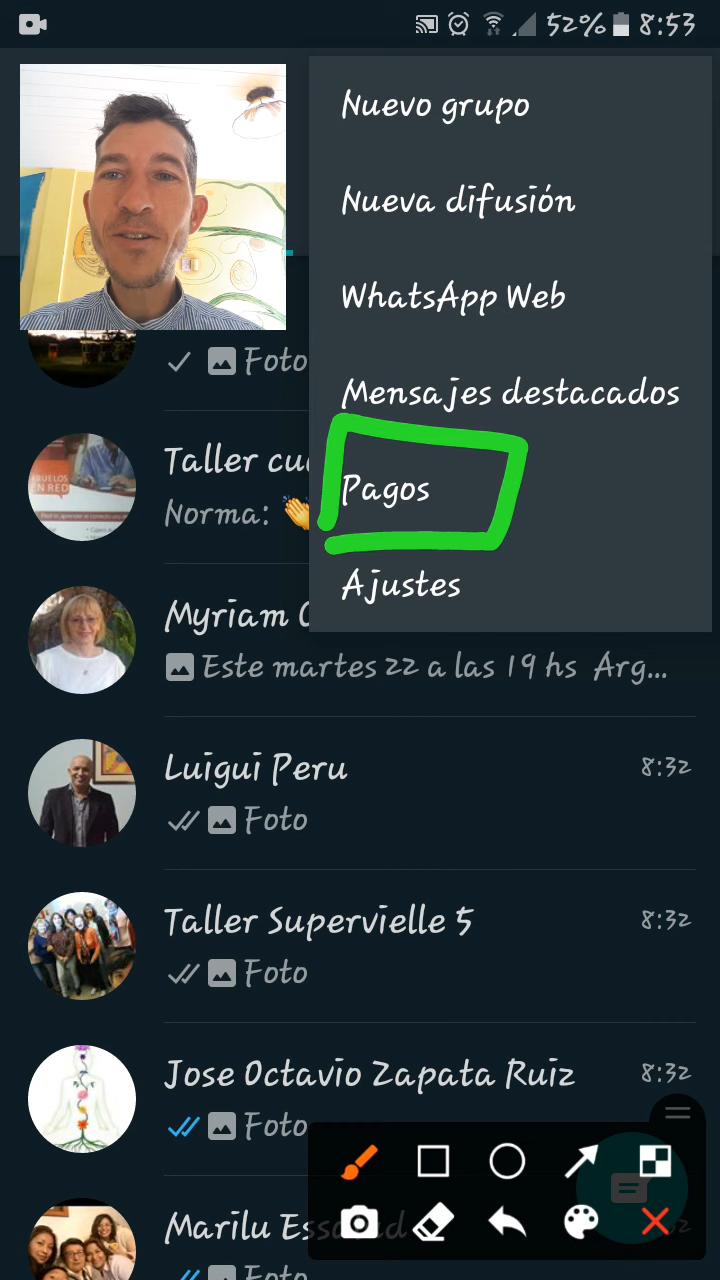 52% 8:53
Nuevo grupo
Nueva difusión
WhatsApp Web
Mensajes destacados
Pagos
Ajustes
Foto
Taller
Norma: 👏
Myriam
Este martes 22 a las 19 hs Arg...
Luigui Peru 8:32
Foto
Taller Supervielle 5 8:32
Foto
Jose Octavio Zapata Ruiz 8:32
Foto
Marilu
Foto